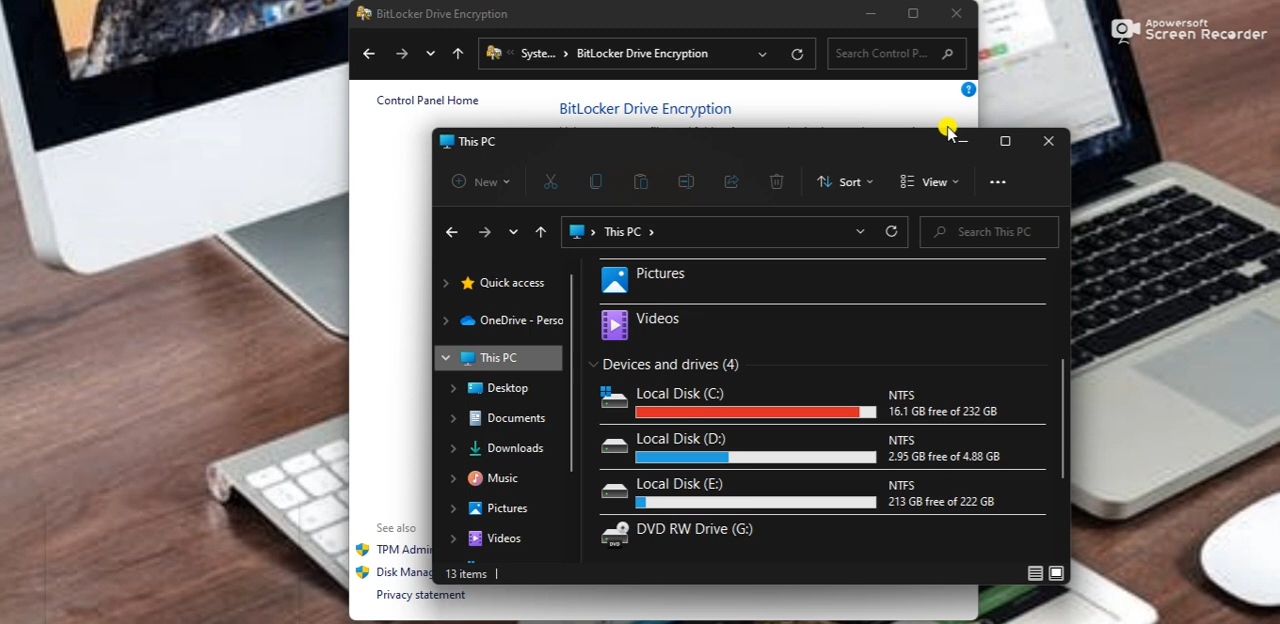 BitLocker Drive Encryption
Apowersoft
Screen Recorder
Syste... BitLocker Drive Encryption
Search Control P...
Control Panel Home
BitLocker Drive Encryption
This PC
New
Sort
View
This PC
Search This PC
Quick access
OneDrive - Perso
This PC
Desktop
Documents
Downloads
Music
Pictures
Videos
Pictures
Videos
Devices and drives (4)
Local Disk (C:)
NTFS
16.1 GB free of 232 GB
Local Disk (D:)
NTFS
2.95 GB free of 4.88 GB
Local Disk (E:)
NTFS
213 GB free of 222 GB
DVD RW Drive (G:)
13 items
See also
TPM Admi
Disk Manag
Privacy statement